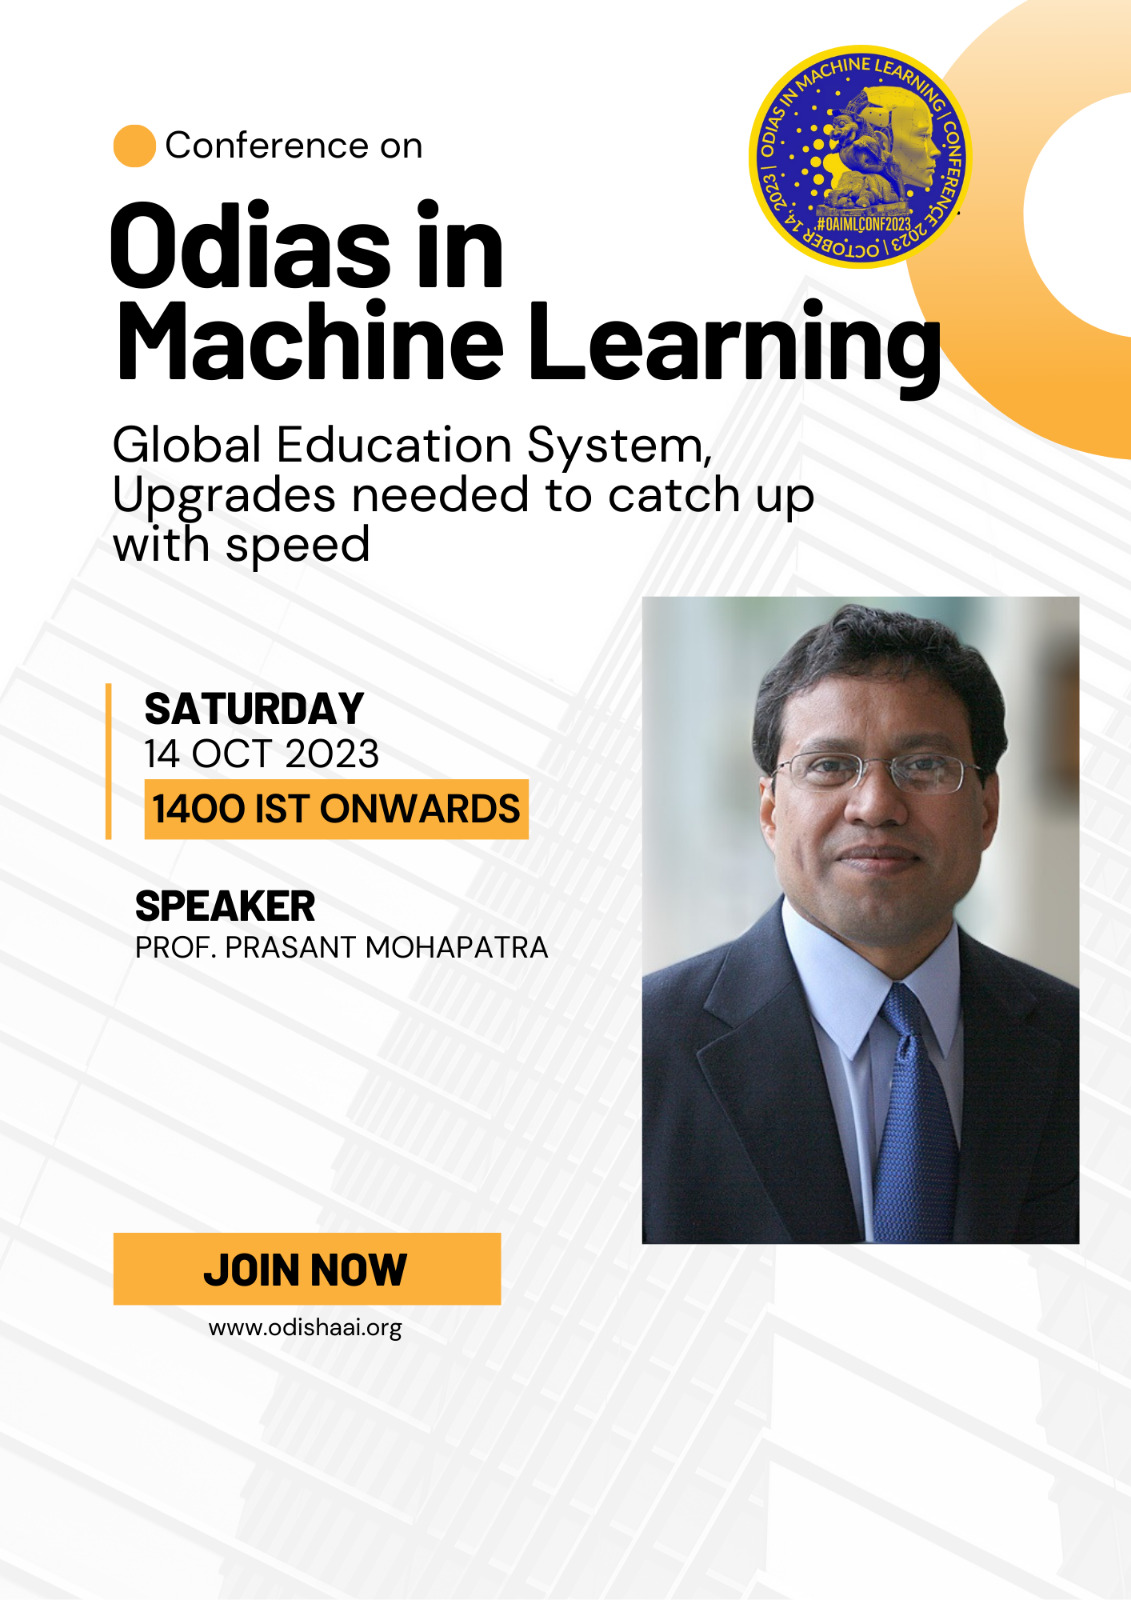 Conference on
Odias in
Machine Learning
Global Education System,
Upgrades needed to catch up
with speed
ODIAS IN MACHINE LEARNING | CONFERENCE 2023 | OCTOBER 14, 2023 |
#OAIMLCONF2023
SATURDAY
14 OCT 2023
1400 IST ONWARDS
SPEAKER
PROF. PRASANT MOHAPATRA
JOIN NOW
www.odishaai.org